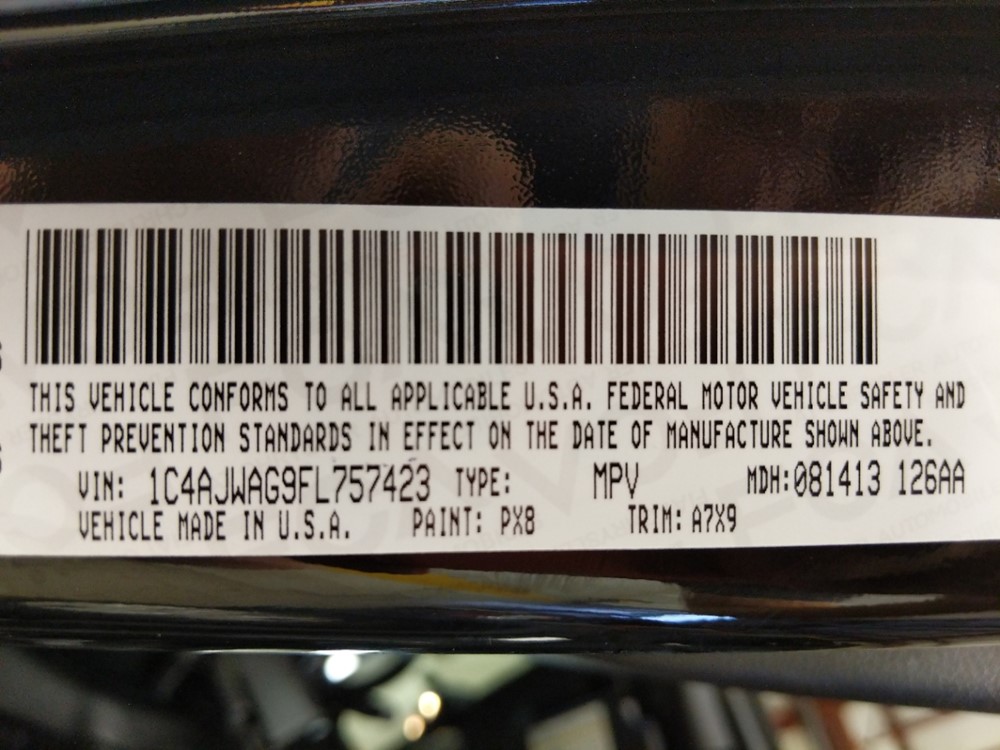 THIS VEHICLE CONFORMS TO ALL APPLICABLE U.S.A. FEDERAL MOTOR VEHICLE SAFETY AND
THEFT PREVENTION STANDARDS IN EFFECT ON THE DATE OF MANUFACTURE SHOWN ABOVE.
VIN: 1C4AJWAG9FL757423 TYPE: MPV MDH:081413 126AA
VEHICLE MADE IN U.S.A. PAINT: PX8 TRIM: A7X9